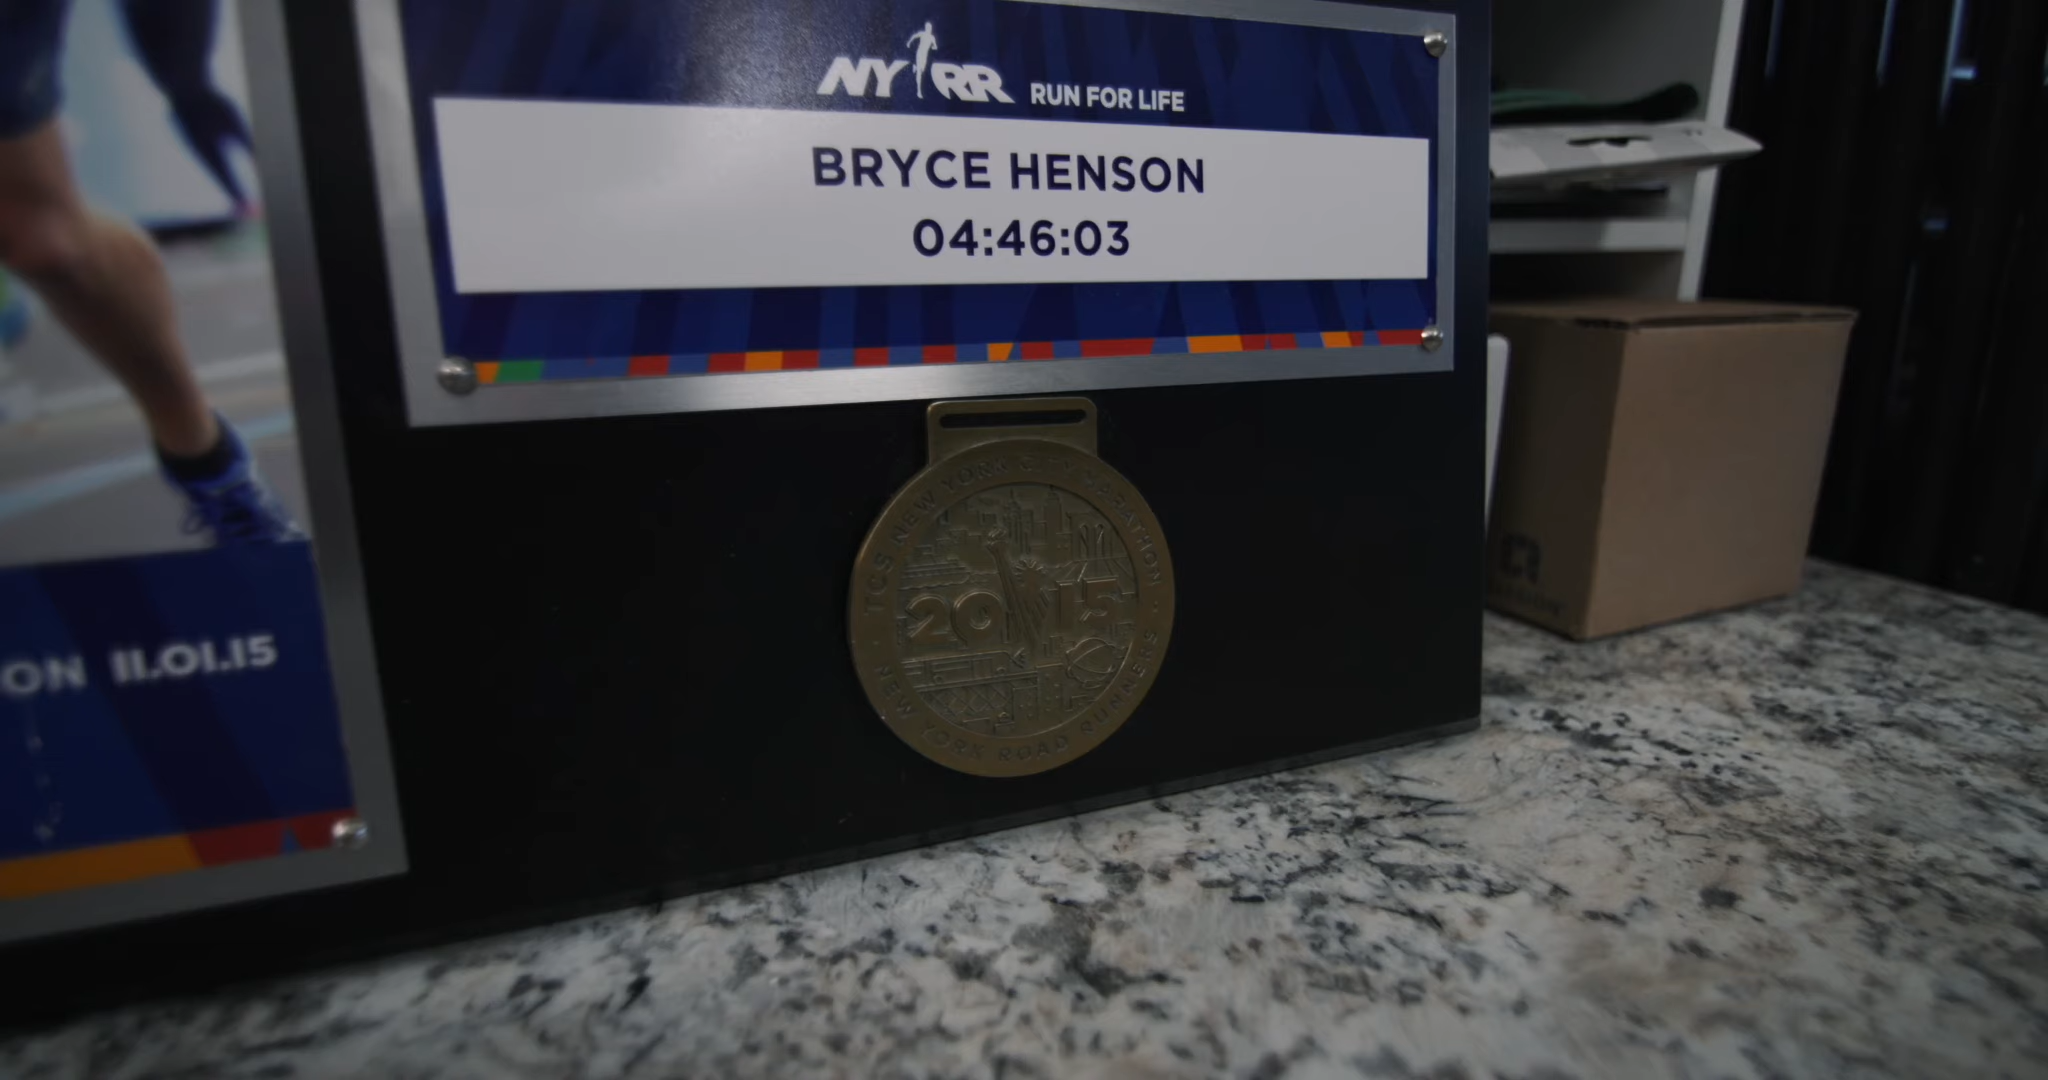 NYRR RUN FOR LIFE
BRYCE HENSON
04:46:03
TCS NEW YORK CITY MARATHON
NY
2015
NEW YORK ROAD RUNNERS
ON 11.01.15